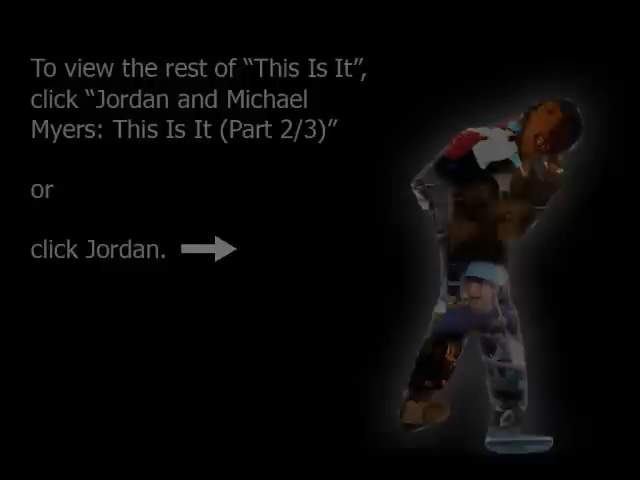 To view the rest of “This Is It”,
click “Jordan and Michael
Myers: This Is It (Part 2/3)”
or
click Jordan.